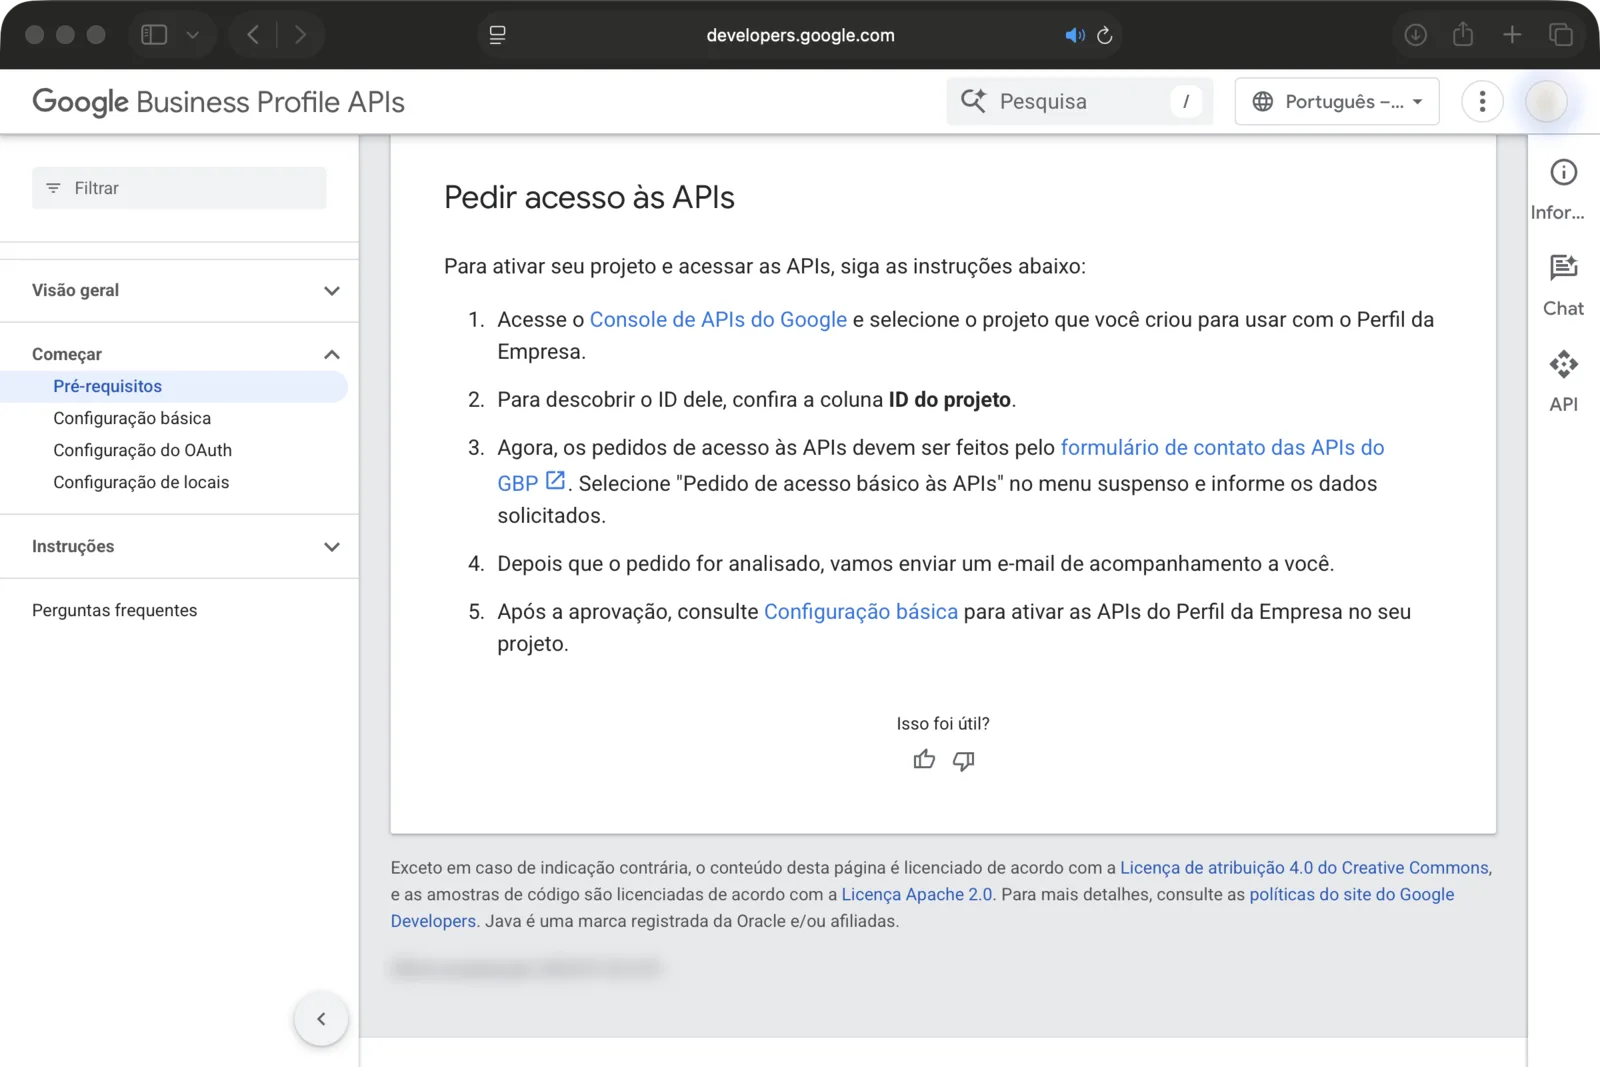 developers.google.com
Google Business Profile APIs
Pesquisa
/
Português –...
Filtrar
Visão geral
Começar
Pré-requisitos
Configuração básica
Configuração do OAuth
Configuração de locais
Instruções
Perguntas frequentes
Pedir acesso às APIs
Para ativar seu projeto e acessar as APIs, siga as instruções abaixo:
1. Acesse o Console de APIs do Google e selecione o projeto que você criou para usar com o Perfil da
Empresa.
2. Para descobrir o ID dele, confira a coluna ID do projeto.
3. Agora, os pedidos de acesso às APIs devem ser feitos pelo formulário de contato das APIs do
GBP. Selecione "Pedido de acesso básico às APIs" no menu suspenso e informe os dados
solicitados.
4. Depois que o pedido for analisado, vamos enviar um e-mail de acompanhamento a você.
5. Após a aprovação, consulte Configuração básica para ativar as APIs do Perfil da Empresa no seu
projeto.
Isso foi útil?
Exceto em caso de indicação contrária, o conteúdo desta página é licenciado de acordo com a Licença de atribuição 4.0 do Creative Commons,
e as amostras de código são licenciadas de acordo com a Licença Apache 2.0. Para mais detalhes, consulte as políticas do site do Google
Developers. Java é uma marca registrada da Oracle e/ou afiliadas.
Infor...
Chat
API